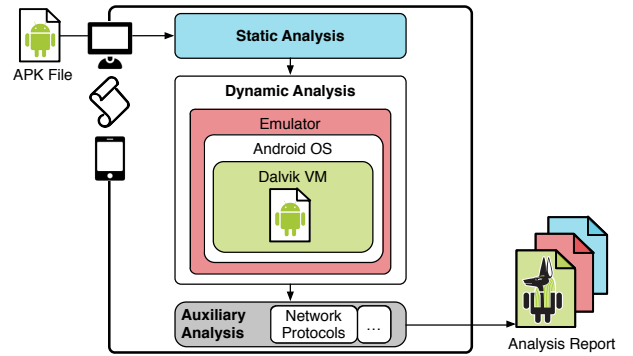 Static Analysis
APK File
Dynamic Analysis
Emulator
Android OS
Dalvik VM
Auxiliary
Analysis
Network
Protocols
...
Analysis Report